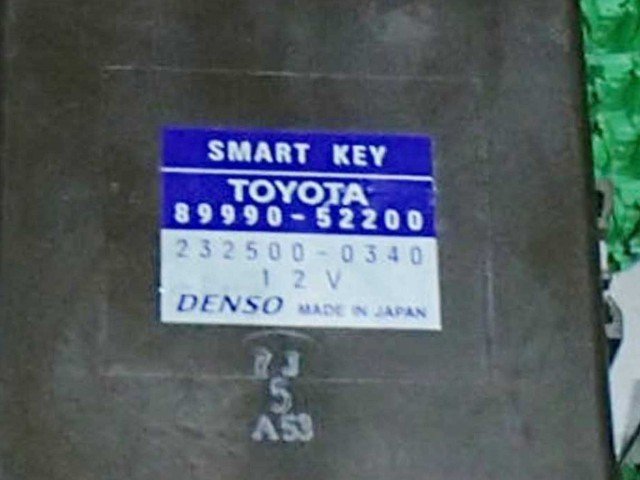 SMART KEY
TOYOTA
89990-52200
232500-0340
12V
DENSO MADE IN JAPAN
5
A53